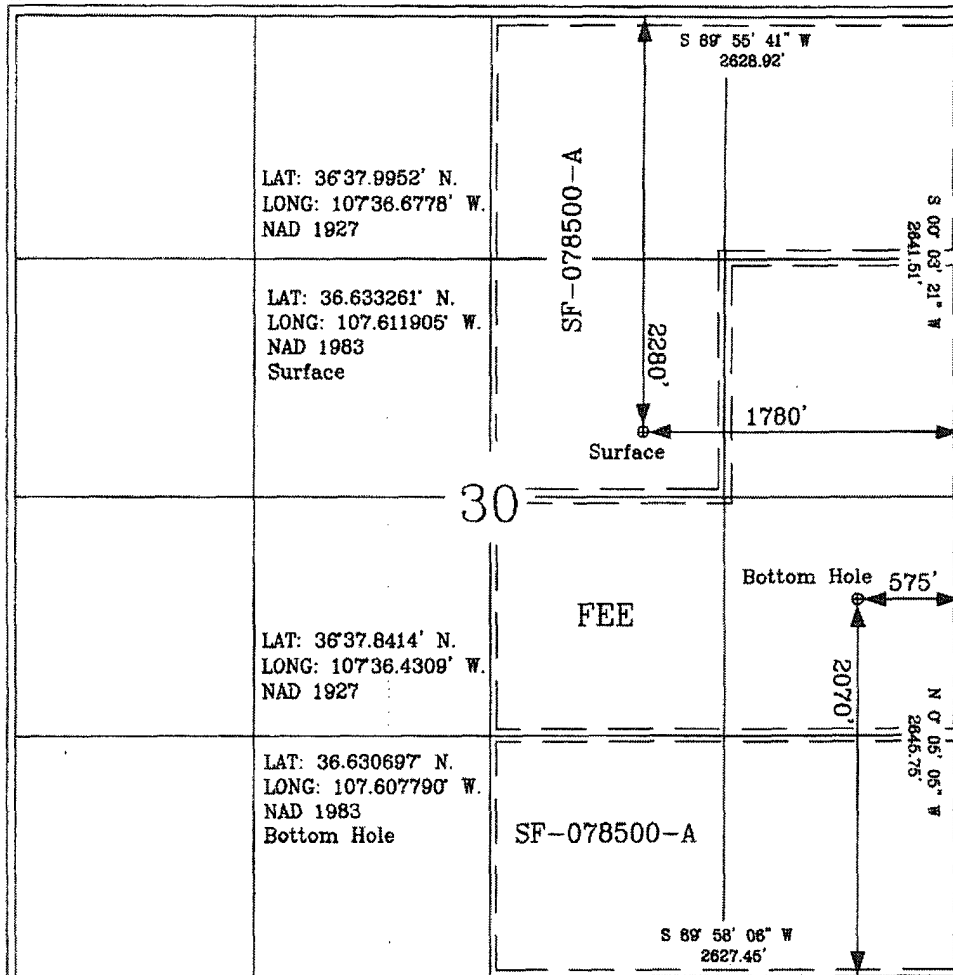 S 89° 55' 41" W
2628.92'
LAT: 36°37.9952' N.
LONG: 107°36.6778' W.
NAD 1927
SF-078500-A
S 00° 03' 21" W
2641.51'
LAT: 36.633261° N.
LONG: 107.611905° W.
NAD 1983
Surface
2280'
1780'
Surface
30
Bottom Hole
575'
FEE
LAT: 36°37.8414' N.
LONG: 107°36.4309' W.
NAD 1927
2070'
N 0° 05' 05" W
2645.75'
LAT: 36.630697° N.
LONG: 107.607790° W.
NAD 1983
Bottom Hole
SF-078500-A
S 89° 58' 06" W
2627.45'